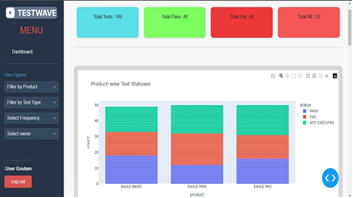 TESTWAVE
MENU
Dashboard
Filter Options
Filter by Product
Filter by Test Type
Select Frequency
Select owner
User Goutam
Log out
Total Tests: 149
Total Pass: 46
Total Fail: 50
Total NE: 53
Product-wise Test Statuses
status
PASS
FAIL
NOT EXECUTED
50
40
30
20
10
0
count
EAGLE BASIC
EAGLE PERS
EAGLE PRO
product